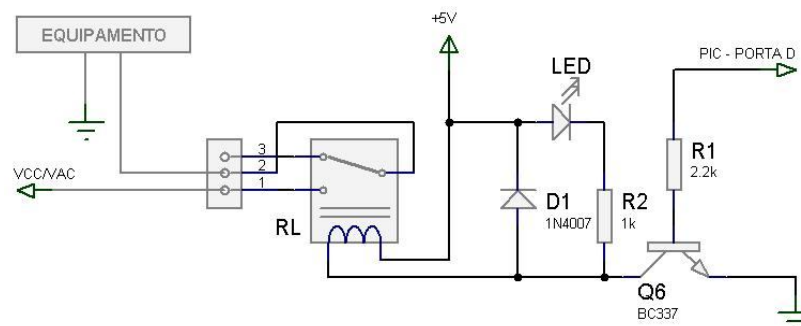 EQUIPAMENTO
+5V
PIC - PORTA D
LED
VCC/VAC
3
2
1
RL
D1
1N4007
R2
1k
R1
2.2k
Q6
BC337